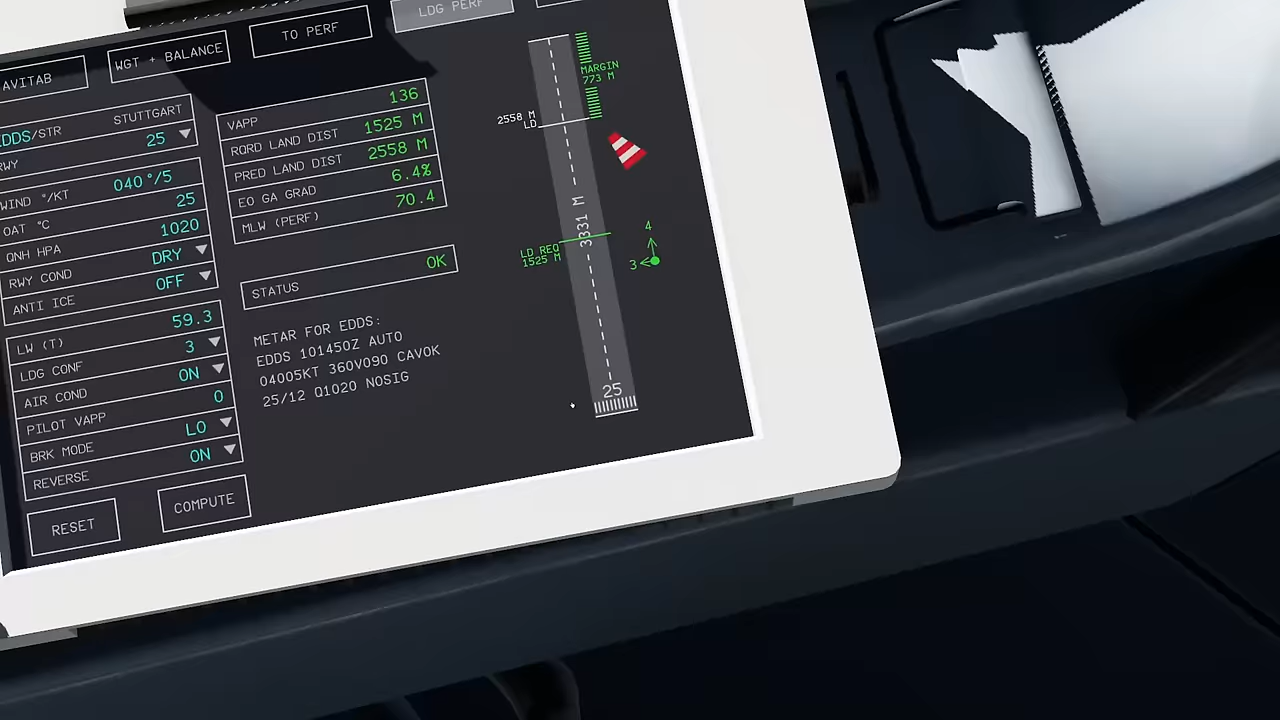 AVITAB
WGT + BALANCE
TO PERF
LDG PERF
EDDS/STR STUTTGART
RWY 25
WIND °/KT 040°/5
OAT °C 25
QNH HPA 1020
RWY COND DRY
ANTI ICE OFF
LW (T) 59.3
LDG CONF 3
AIR COND ON
PILOT VAPP 0
BRK MODE LO
REVERSE ON
RESET
COMPUTE
VAPP 136
RQRD LAND DIST 1525 M
PRED LAND DIST 2558 M
EO GA GRAD 6.4%
MLW (PERF) 70.4
STATUS OK
METAR FOR EDDS:
EDDS 101450Z AUTO
04005KT 360V090 CAVOK
25/12 Q1020 NOSIG
MARGIN
773 M
2558 M
LD
3331 M
LD REQ
1525 M
4
3
25